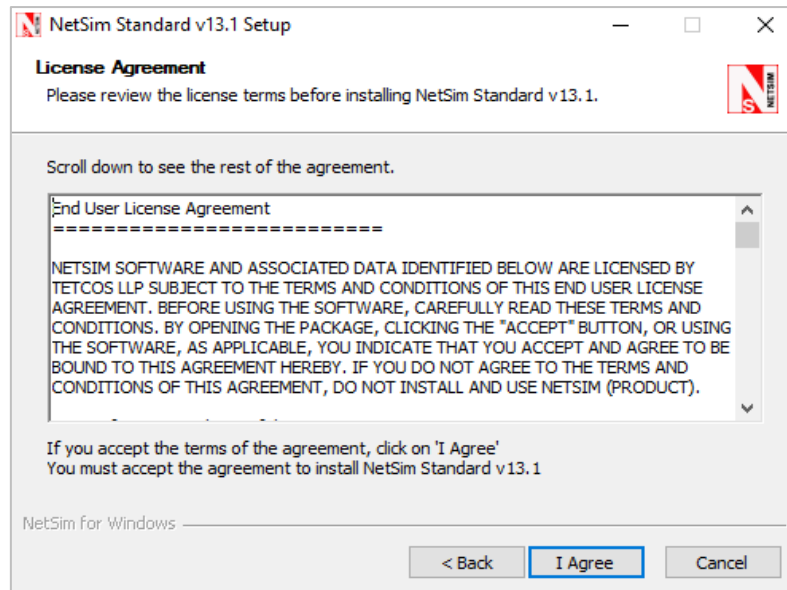 NetSim Standard v13.1 Setup
License Agreement
Please review the license terms before installing NetSim Standard v13.1.
NS
NETSIM
Scroll down to see the rest of the agreement.
End User License Agreement
==========================
NETSIM SOFTWARE AND ASSOCIATED DATA IDENTIFIED BELOW ARE LICENSED BY
TETCOS LLP SUBJECT TO THE TERMS AND CONDITIONS OF THIS END USER LICENSE
AGREEMENT. BEFORE USING THE SOFTWARE, CAREFULLY READ THESE TERMS AND
CONDITIONS. BY OPENING THE PACKAGE, CLICKING THE "ACCEPT" BUTTON, OR USING
THE SOFTWARE, AS APPLICABLE, YOU INDICATE THAT YOU ACCEPT AND AGREE TO BE
BOUND TO THIS AGREEMENT HEREBY. IF YOU DO NOT AGREE TO THE TERMS AND
CONDITIONS OF THIS AGREEMENT, DO NOT INSTALL AND USE NETSIM (PRODUCT).
If you accept the terms of the agreement, click on 'I Agree'
You must accept the agreement to install NetSim Standard v13.1
NetSim for Windows
< Back
I Agree
Cancel